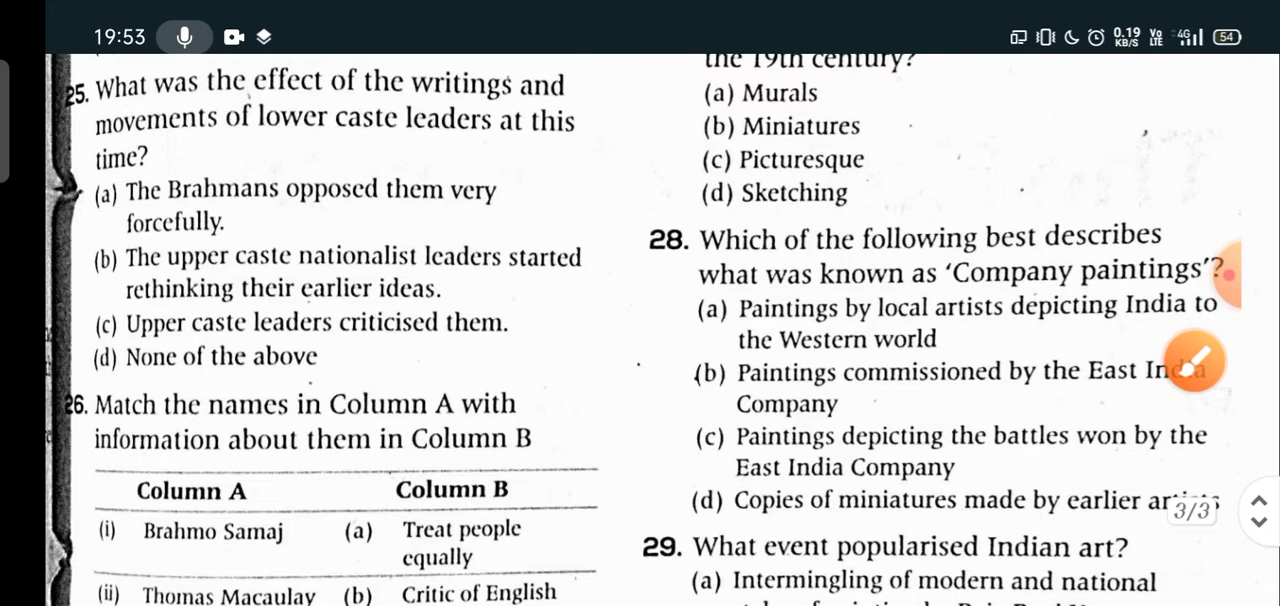 19:53
0.19
KB/S
Vo
LTE
4G
54
25. What was the effect of the writings and
movements of lower caste leaders at this
time?
(a) The Brahmans opposed them very
forcefully.
(b) The upper caste nationalist leaders started
rethinking their earlier ideas.
(c) Upper caste leaders criticised them.
(d) None of the above
26. Match the names in Column A with
information about them in Column B
Column A Column B
(i) Brahmo Samaj (a) Treat people
equally
(ii) Thomas Macaulay (b) Critic of English
the 19th century?
(a) Murals
(b) Miniatures
(c) Picturesque
(d) Sketching
28. Which of the following best describes
what was known as ‘Company paintings’?
(a) Paintings by local artists depicting India to
the Western world
(b) Paintings commissioned by the East India
Company
(c) Paintings depicting the battles won by the
East India Company
(d) Copies of miniatures made by earlier artists
3/3
29. What event popularised Indian art?
(a) Intermingling of modern and national